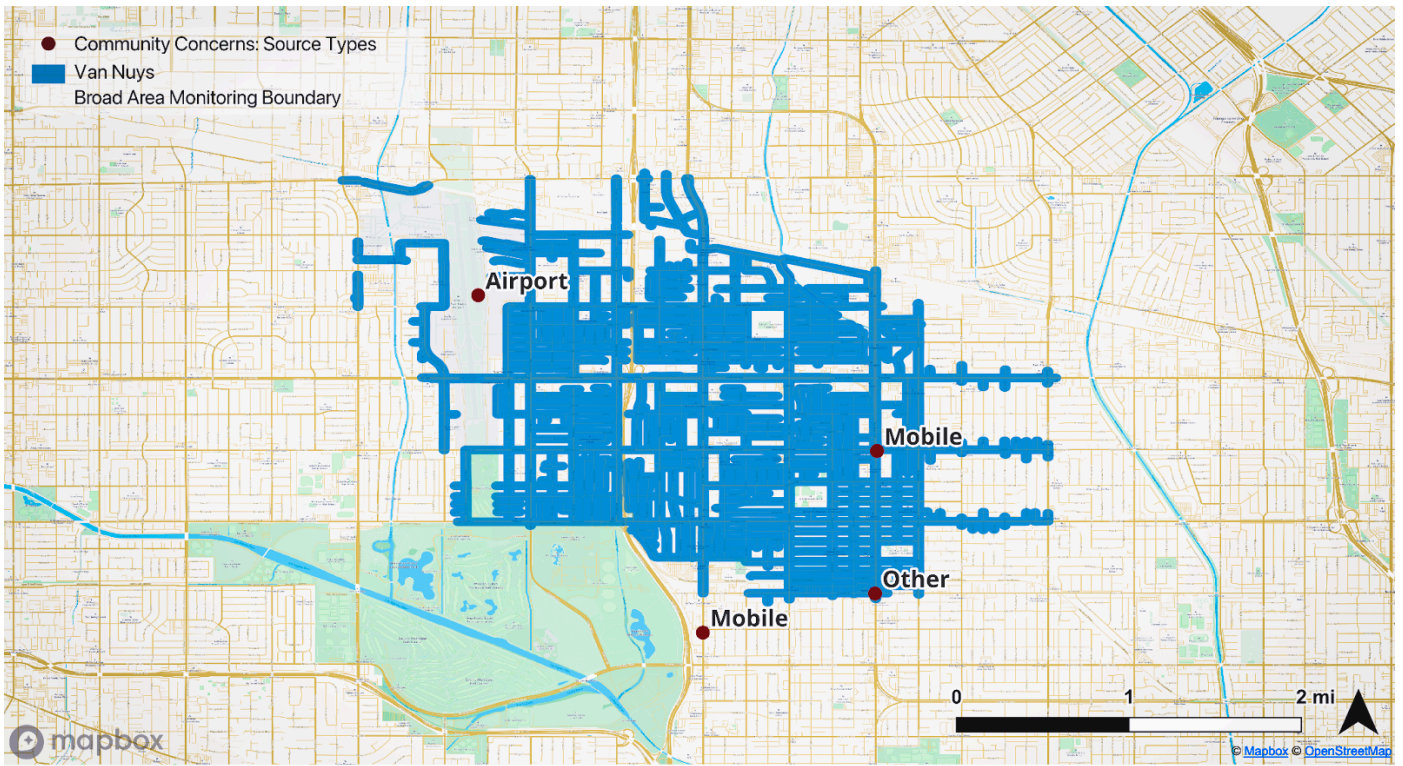 Community Concerns: Source Types
Van Nuys
Broad Area Monitoring Boundary
Airport
Mobile
Other
Mobile
0 1 2 mi
mapbox
© Mapbox © OpenStreetMap